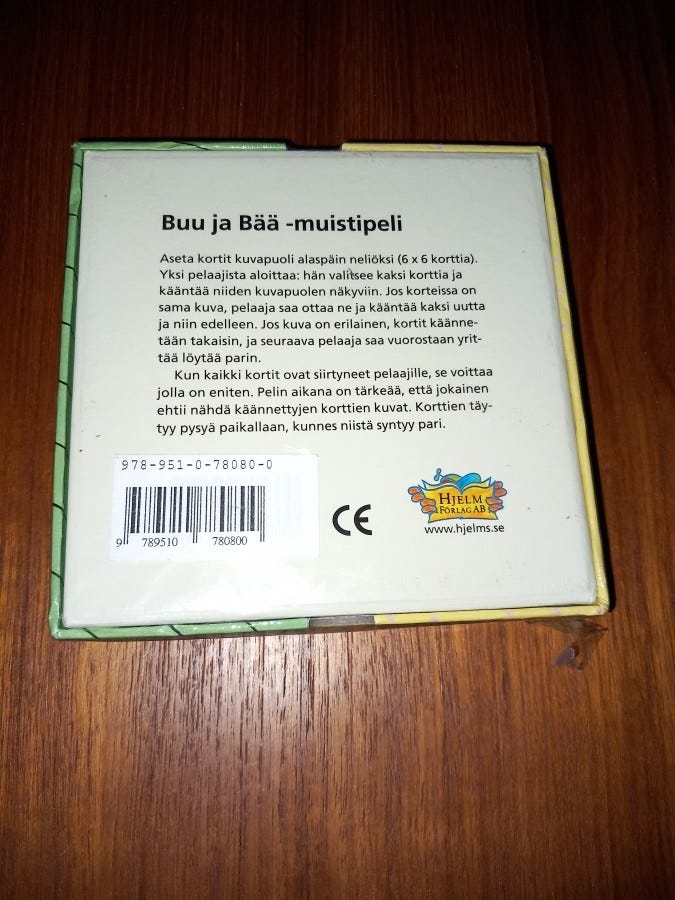 Buu ja Bää -muistipeli
Aseta kortit kuvapuoli alaspäin neliöksi (6 x 6 korttia).
Yksi pelaajista aloittaa: hän valitsee kaksi korttia ja
kääntää niiden kuvapuolen näkyviin. Jos korteissa on
sama kuva, pelaaja saa ottaa ne ja kääntää kaksi uutta
ja niin edelleen. Jos kuva on erilainen, kortit käänne-
tään takaisin, ja seuraava pelaaja saa vuorostaan yrit-
tää löytää parin.
Kun kaikki kortit ovat siirtyneet pelaajille, se voittaa
jolla on eniten. Pelin aikana on tärkeää, että jokainen
ehtii nähdä käännettyjen korttien kuvat. Korttien täy-
tyy pysyä paikallaan, kunnes niistä syntyy pari.
978-951-0-78080-0
9 789510 780800
CE
HJELM
FÖRLAG AB
www.hjelms.se